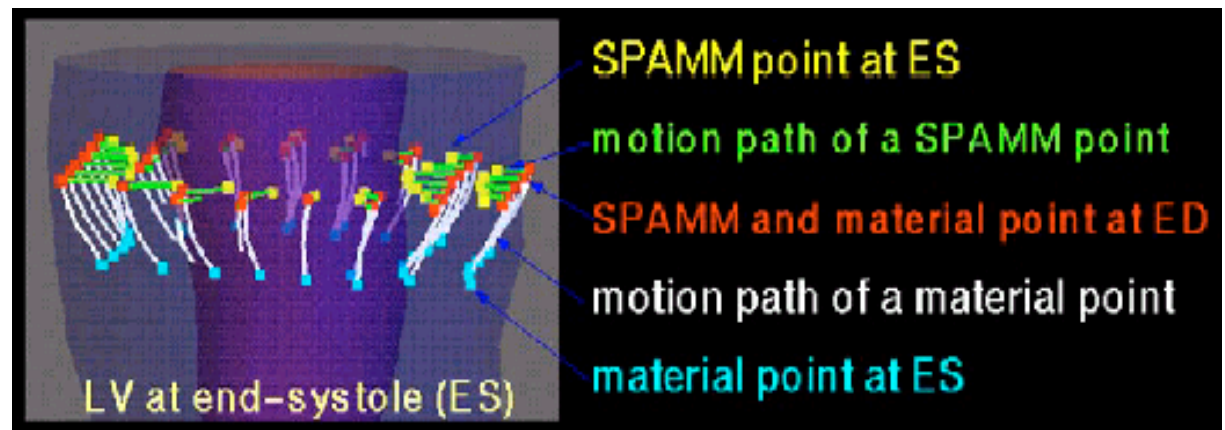 SPAMM point at ES
motion path of a SPAMM point
SPAMM and material point at ED
motion path of a material point
material point at ES
LV at end-systole (ES)